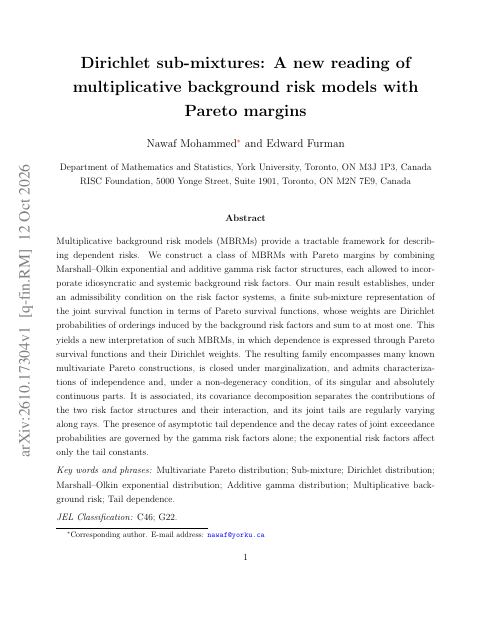 Dirichlet sub-mixtures: A new reading of
multiplicative background risk models with
Pareto margins
Nawaf Mohammed* and Edward Furman
Department of Mathematics and Statistics, York University, Toronto, ON M3J 1P3, Canada
RISC Foundation, 5000 Yonge Street, Suite 1901, Toronto, ON M2N 7E9, Canada
Abstract
Multiplicative background risk models (MBRMs) provide a tractable framework for describ-
ing dependent risks. We construct a class of MBRMs with Pareto margins by combining
Marshall–Olkin exponential and additive gamma risk factor structures, each allowed to incor-
porate idiosyncratic and systemic background risk factors. Our main result establishes, under
an admissibility condition on the risk factor systems, a finite sub-mixture representation of
the joint survival function in terms of Pareto survival functions, whose weights are Dirichlet
probabilities of orderings induced by the background risk factors and sum to at most one. This
yields a new interpretation of such MBRMs, in which dependence is expressed through Pareto
survival functions and their Dirichlet weights. The resulting family encompasses many known
multivariate Pareto constructions, is closed under marginalization, and admits characteriza-
tions of independence and, under a non-degeneracy condition, of its singular and absolutely
continuous parts. It is associated, its covariance decomposition separates the contributions of
the two risk factor structures and their interaction, and its joint tails are regularly varying
along rays. The presence of asymptotic tail dependence and the decay rates of joint exceedance
probabilities are governed by the gamma risk factors alone; the exponential risk factors affect
only the tail constants.
Key words and phrases: Multivariate Pareto distribution; Sub-mixture; Dirichlet distribution;
Marshall–Olkin exponential distribution; Additive gamma distribution; Multiplicative back-
ground risk; Tail dependence.
JEL Classification: C46; G22.
*Corresponding author. E-mail address: nawaf@yorku.ca
1
arXiv:2610.17304v1 [q-fin.RM] 12 Oct 2026